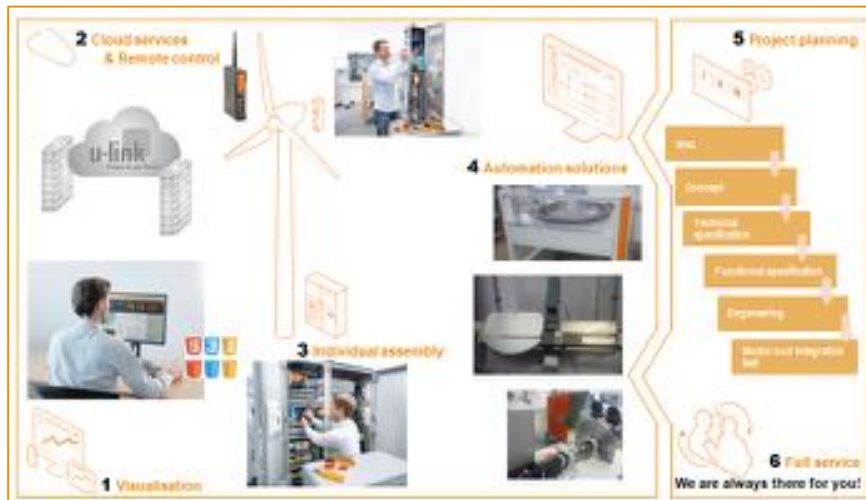 2 Cloud services
& Remote control
u-link
3 Individual assembly
1 Visualisation
4 Automation solutions
5 Project planning
Concept
Technical
specification
Functional specification
Engineering
6 Full service
We are always there for you!